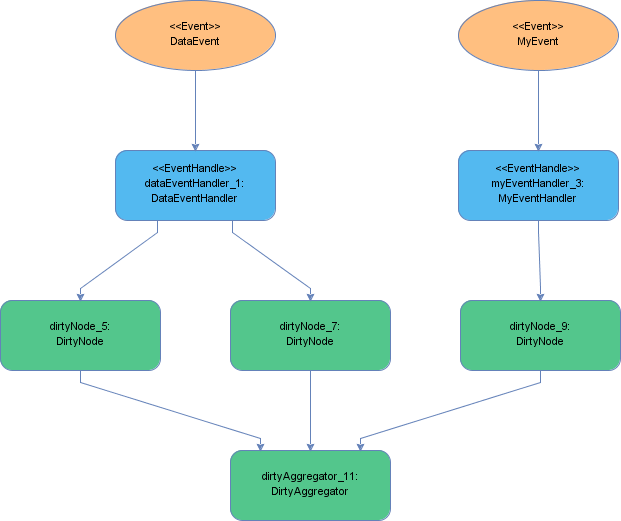 <<Event>>
DataEvent
<<Event>>
MyEvent
<<EventHandle>>
dataEventHandler_1:
DataEventHandler
<<EventHandle>>
myEventHandler_3:
MyEventHandler
dirtyNode_5:
DirtyNode
dirtyNode_7:
DirtyNode
dirtyNode_9:
DirtyNode
dirtyAggregator_11:
DirtyAggregator